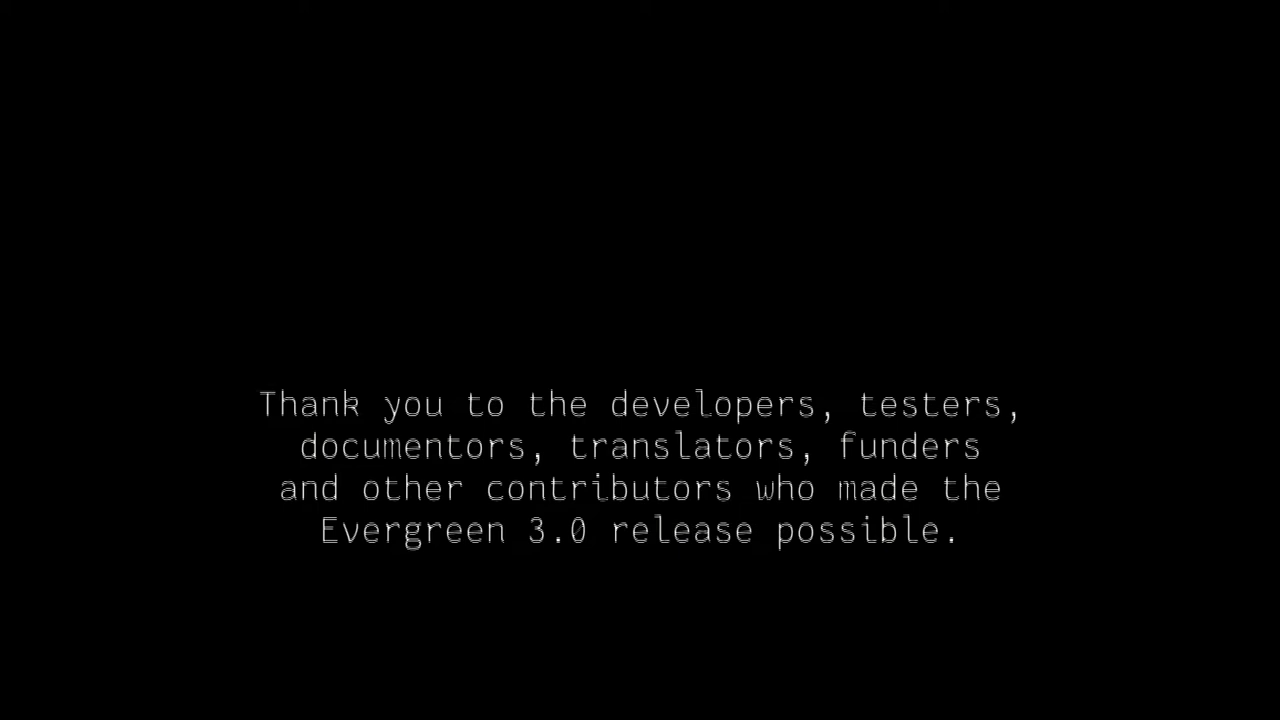 Thank you to the developers, testers,
documentors, translators, funders
and other contributors who made the
Evergreen 3.0 release possible.